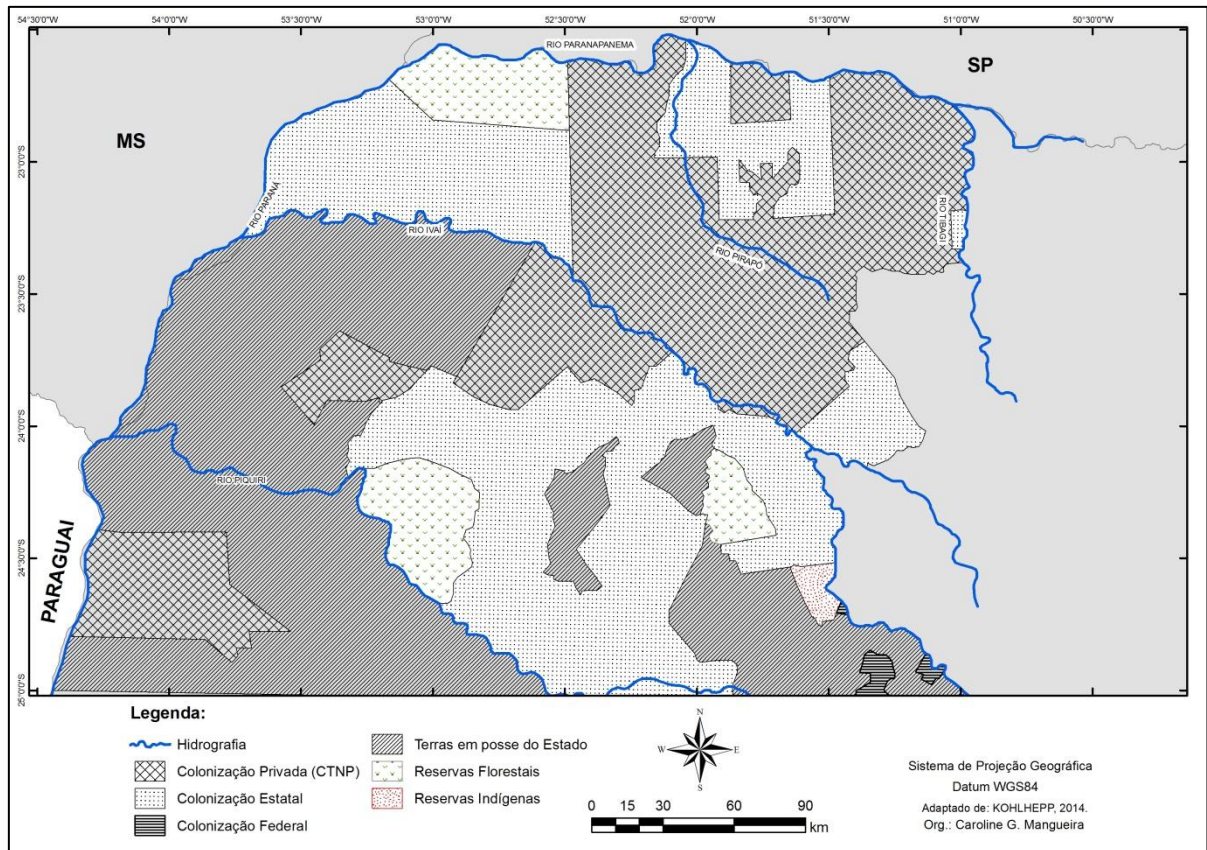 54°30'0"W 54°0'0"W 53°30'0"W 53°0'0"W 52°30'0"W 52°0'0"W 51°30'0"W 51°0'0"W 50°30'0"W
RIO PARANAPANEMA
SP
MS
23°0'0"S
RIO PARANÁ
RIO TIBAGI
RIO IVAÍ
RIO PIRAPÓ
23°30'0"S
24°0'0"S
RIO PIQUIRI
24°30'0"S
PARAGUAI
25°0'0"S
Legenda:
Hidrografia
Colonização Privada (CTNP)
Colonização Estatal
Colonização Federal
Terras em posse do Estado
Reservas Florestais
Reservas Indígenas
N
W E
S
0 15 30 60 90
km
Sistema de Projeção Geográfica
Datum WGS84
Adaptado de: KOHLHEPP, 2014.
Org.: Caroline G. Mangueira